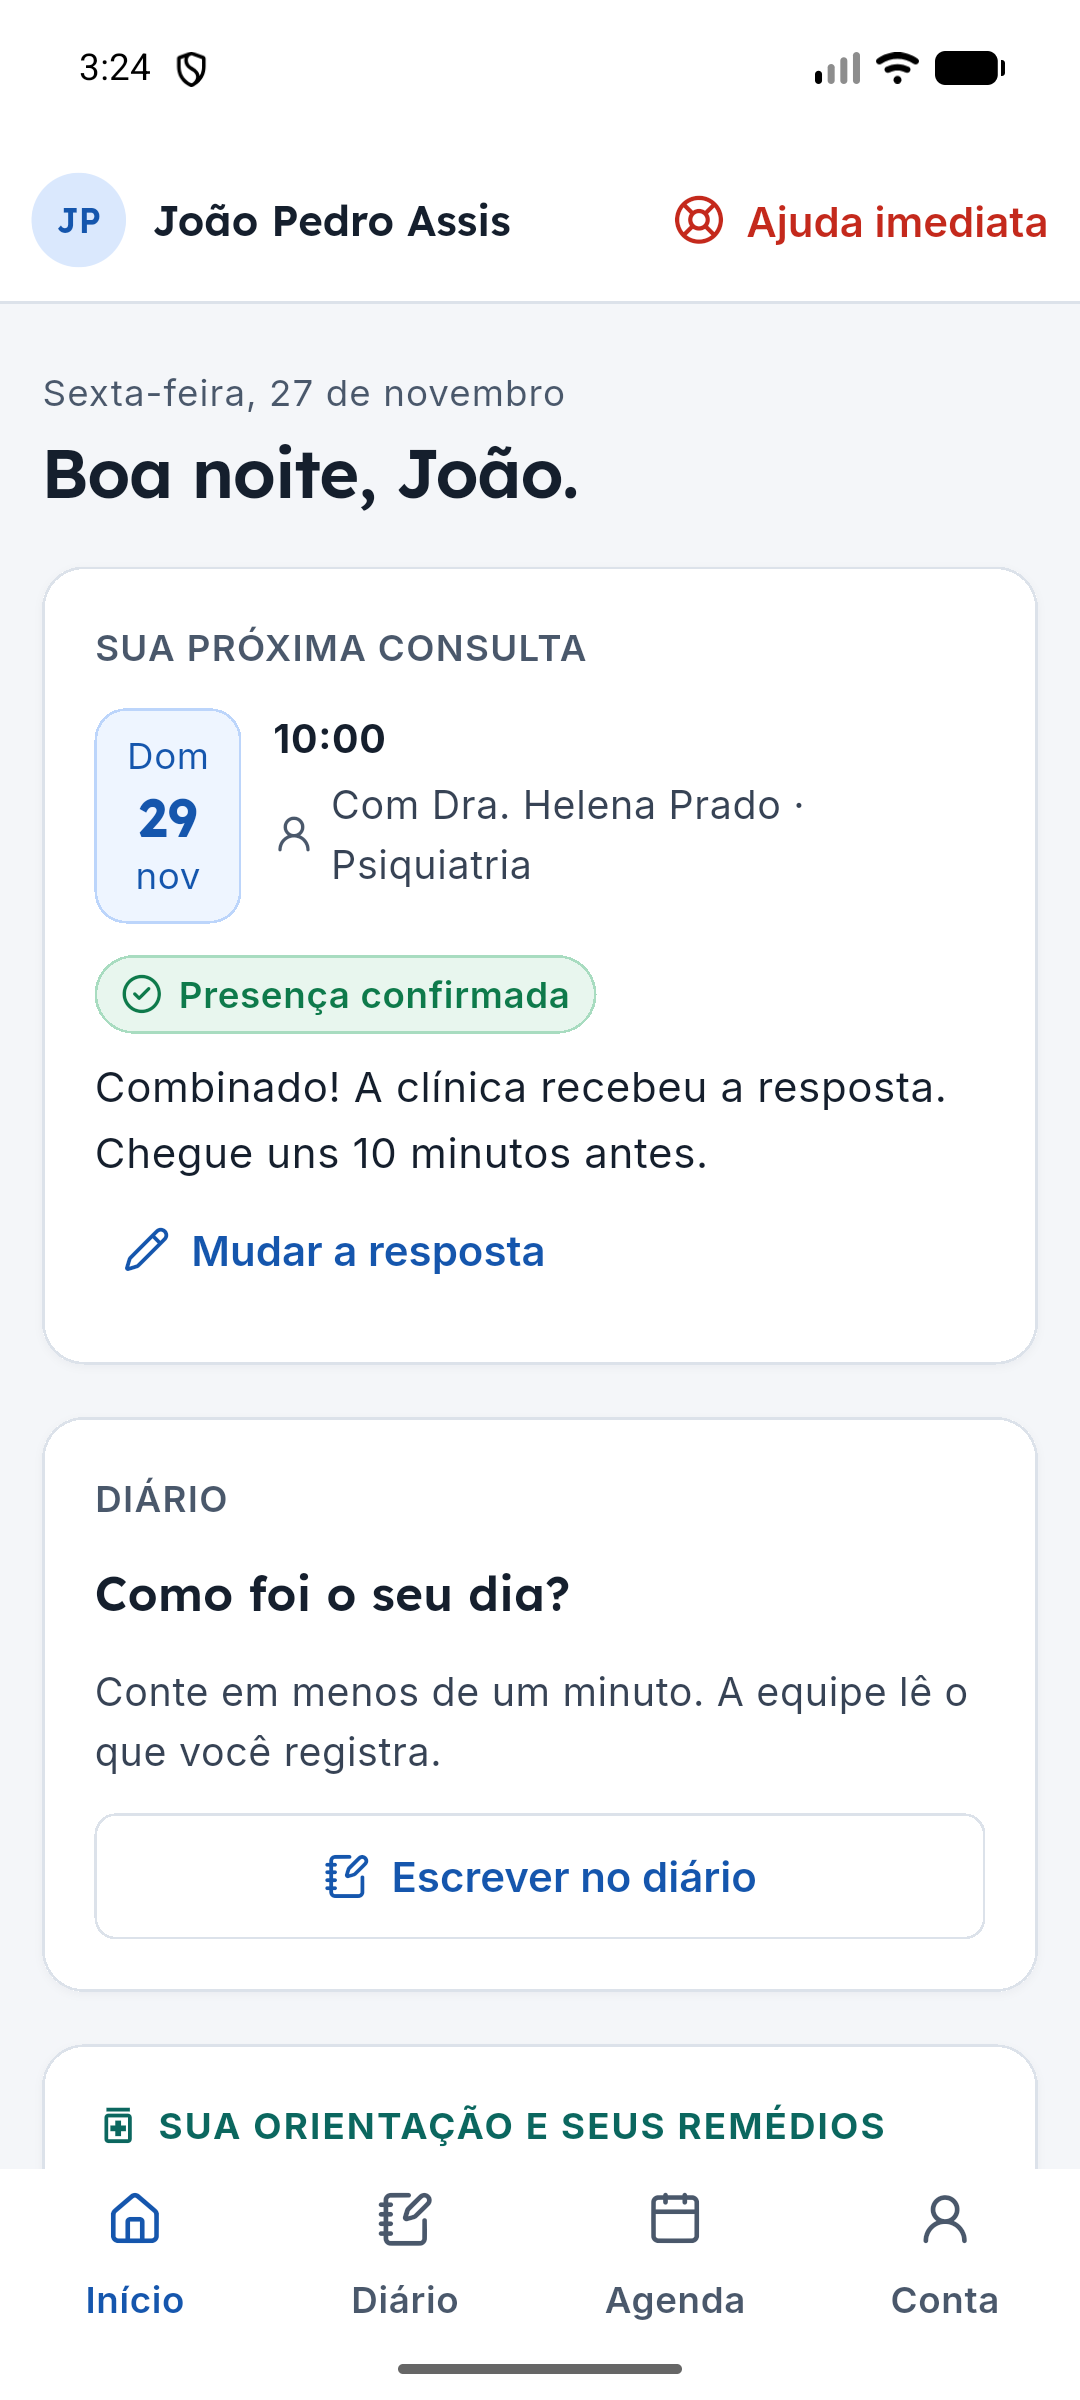 3:24
JP
João Pedro Assis
Ajuda imediata
Sexta-feira, 27 de novembro
Boa noite, João.
SUA PRÓXIMA CONSULTA
Dom
29
nov
10:00
Com Dra. Helena Prado ·
Psiquiatria
Presença confirmada
Combinado! A clínica recebeu a resposta.
Chegue uns 10 minutos antes.
Mudar a resposta
DIÁRIO
Como foi o seu dia?
Conte em menos de um minuto. A equipe lê o
que você registra.
Escrever no diário
SUA ORIENTAÇÃO E SEUS REMÉDIOS
Início
Diário
Agenda
Conta